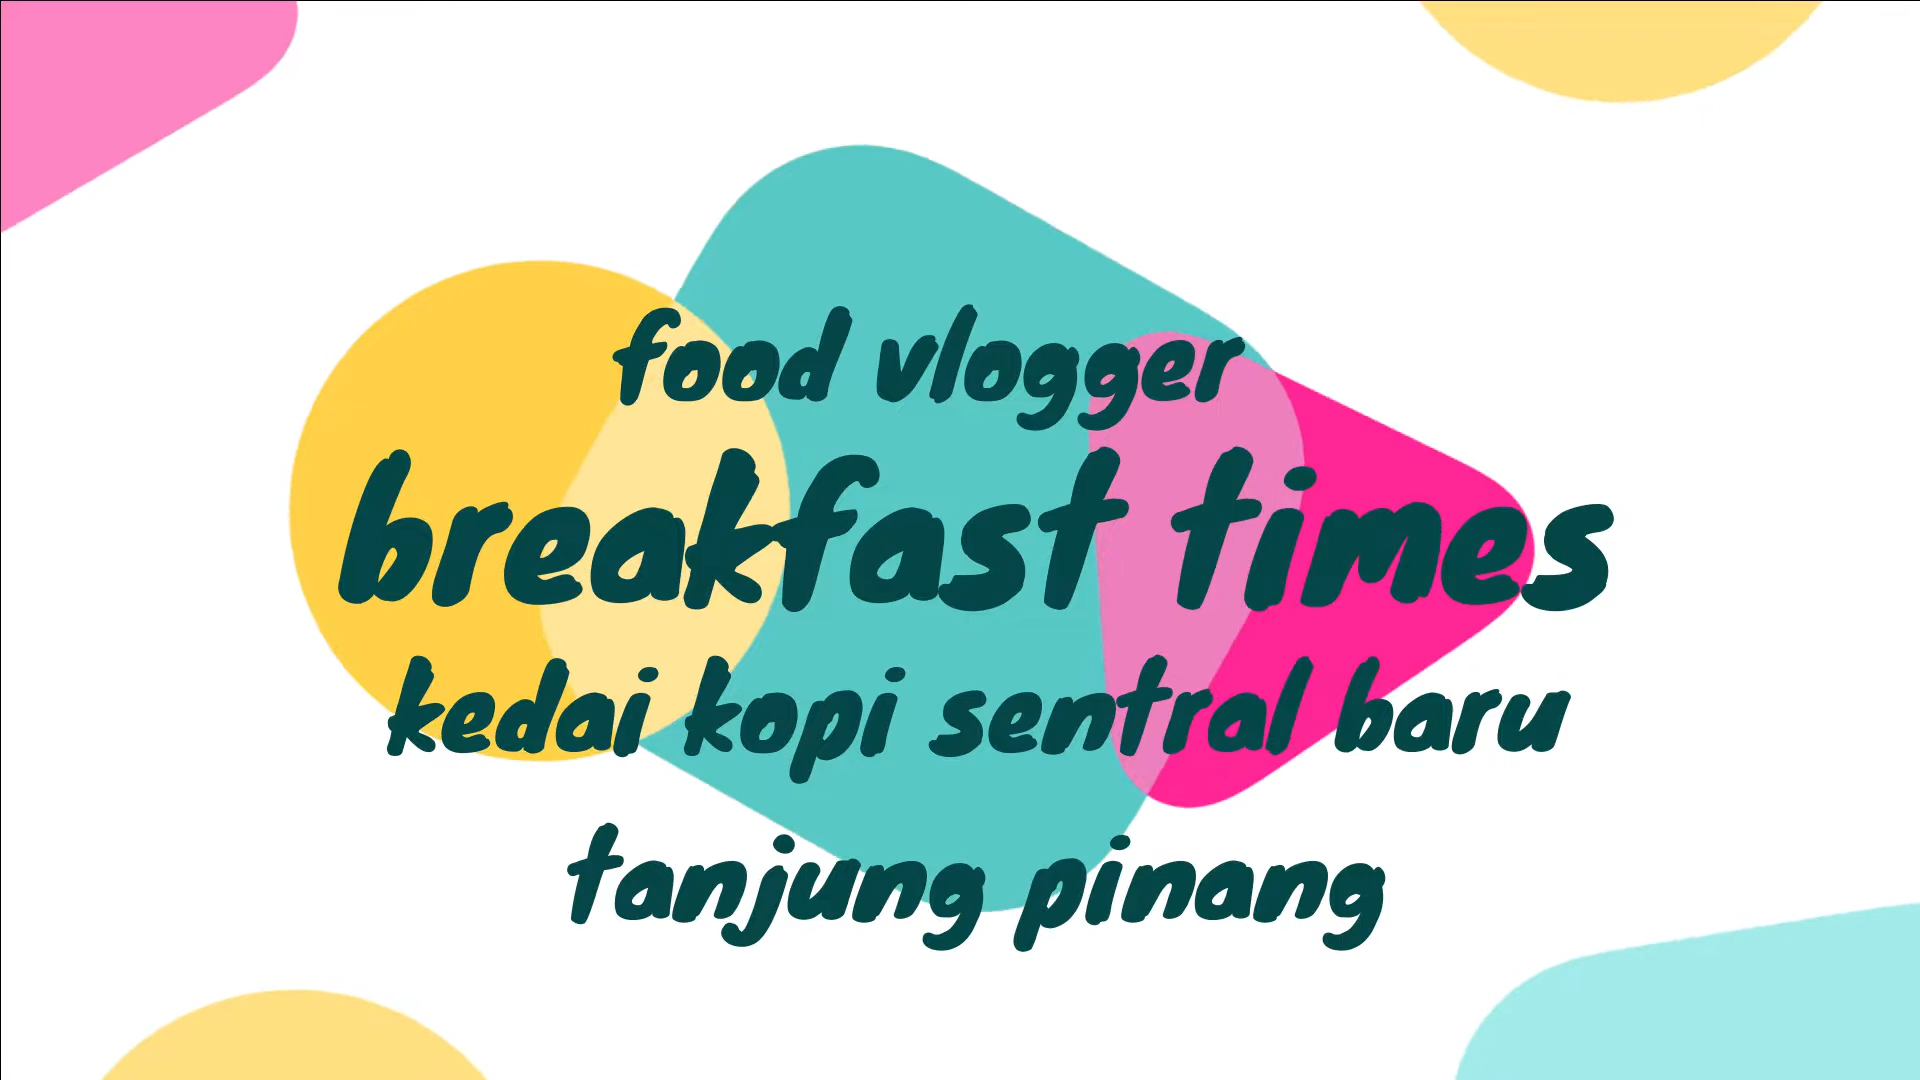 food vlogger
breakfast times
kedai kopi sentral baru
tanjung pinang